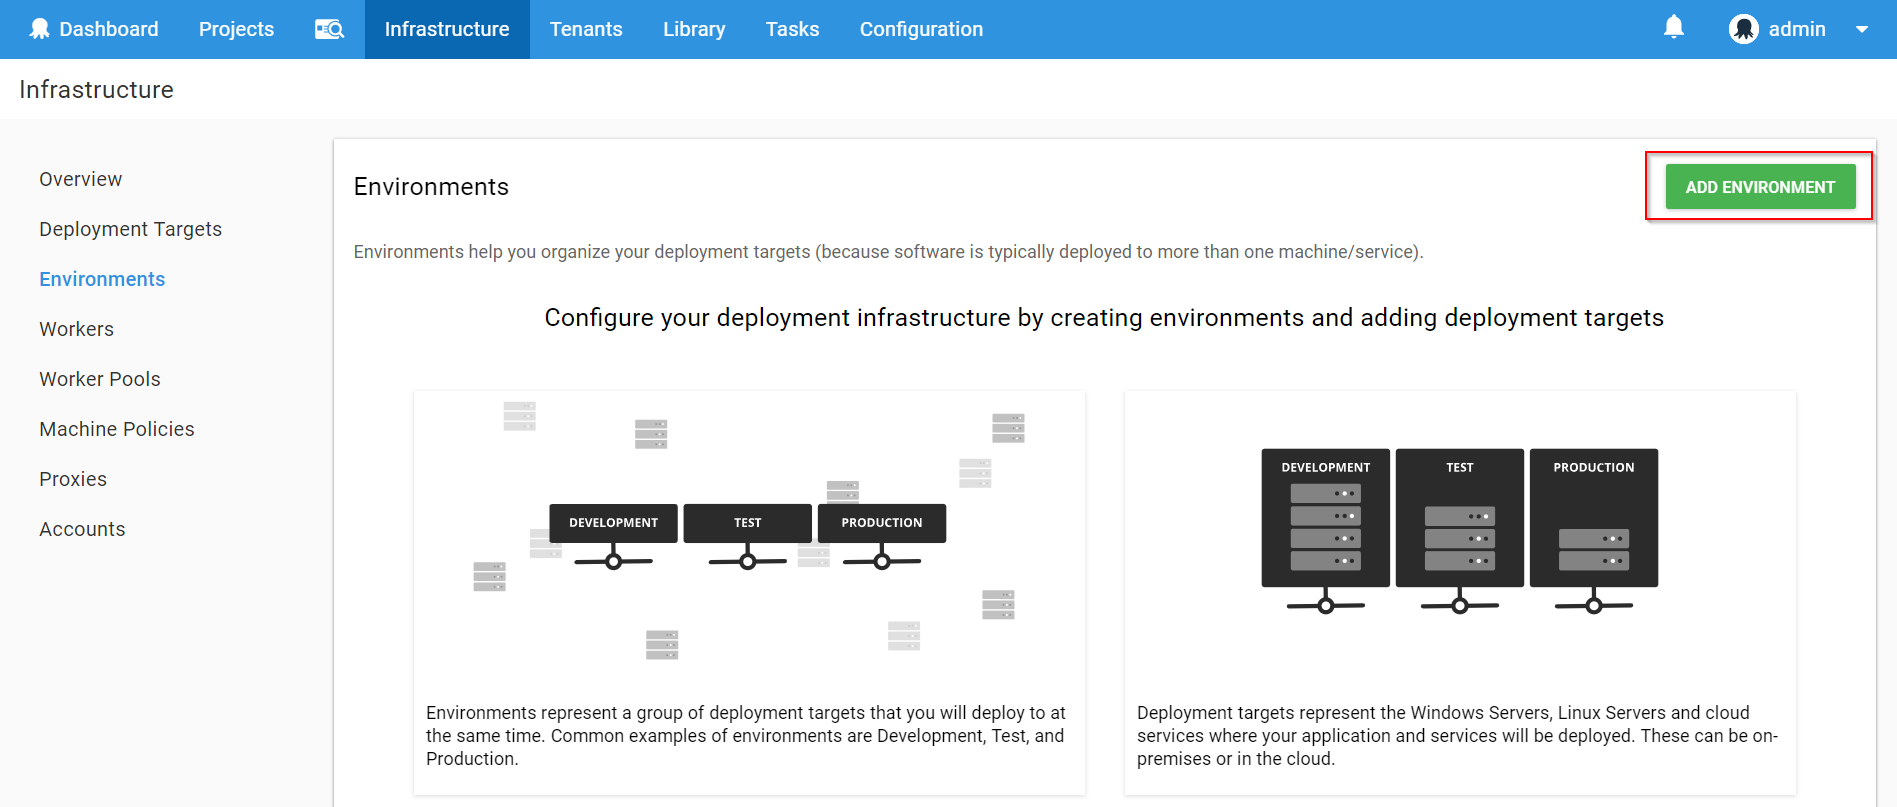 Dashboard
Projects
Infrastructure
Tenants
Library
Tasks
Configuration
admin
Infrastructure
Overview
Deployment Targets
Environments
Workers
Worker Pools
Machine Policies
Proxies
Accounts
Environments
ADD ENVIRONMENT
Environments help you organize your deployment targets (because software is typically deployed to more than one machine/service).
Configure your deployment infrastructure by creating environments and adding deployment targets
DEVELOPMENT
TEST
PRODUCTION
Environments represent a group of deployment targets that you will deploy to at
the same time. Common examples of environments are Development, Test, and
Production.
DEVELOPMENT
TEST
PRODUCTION
Deployment targets represent the Windows Servers, Linux Servers and cloud
services where your application and services will be deployed. These can be on-
premises or in the cloud.